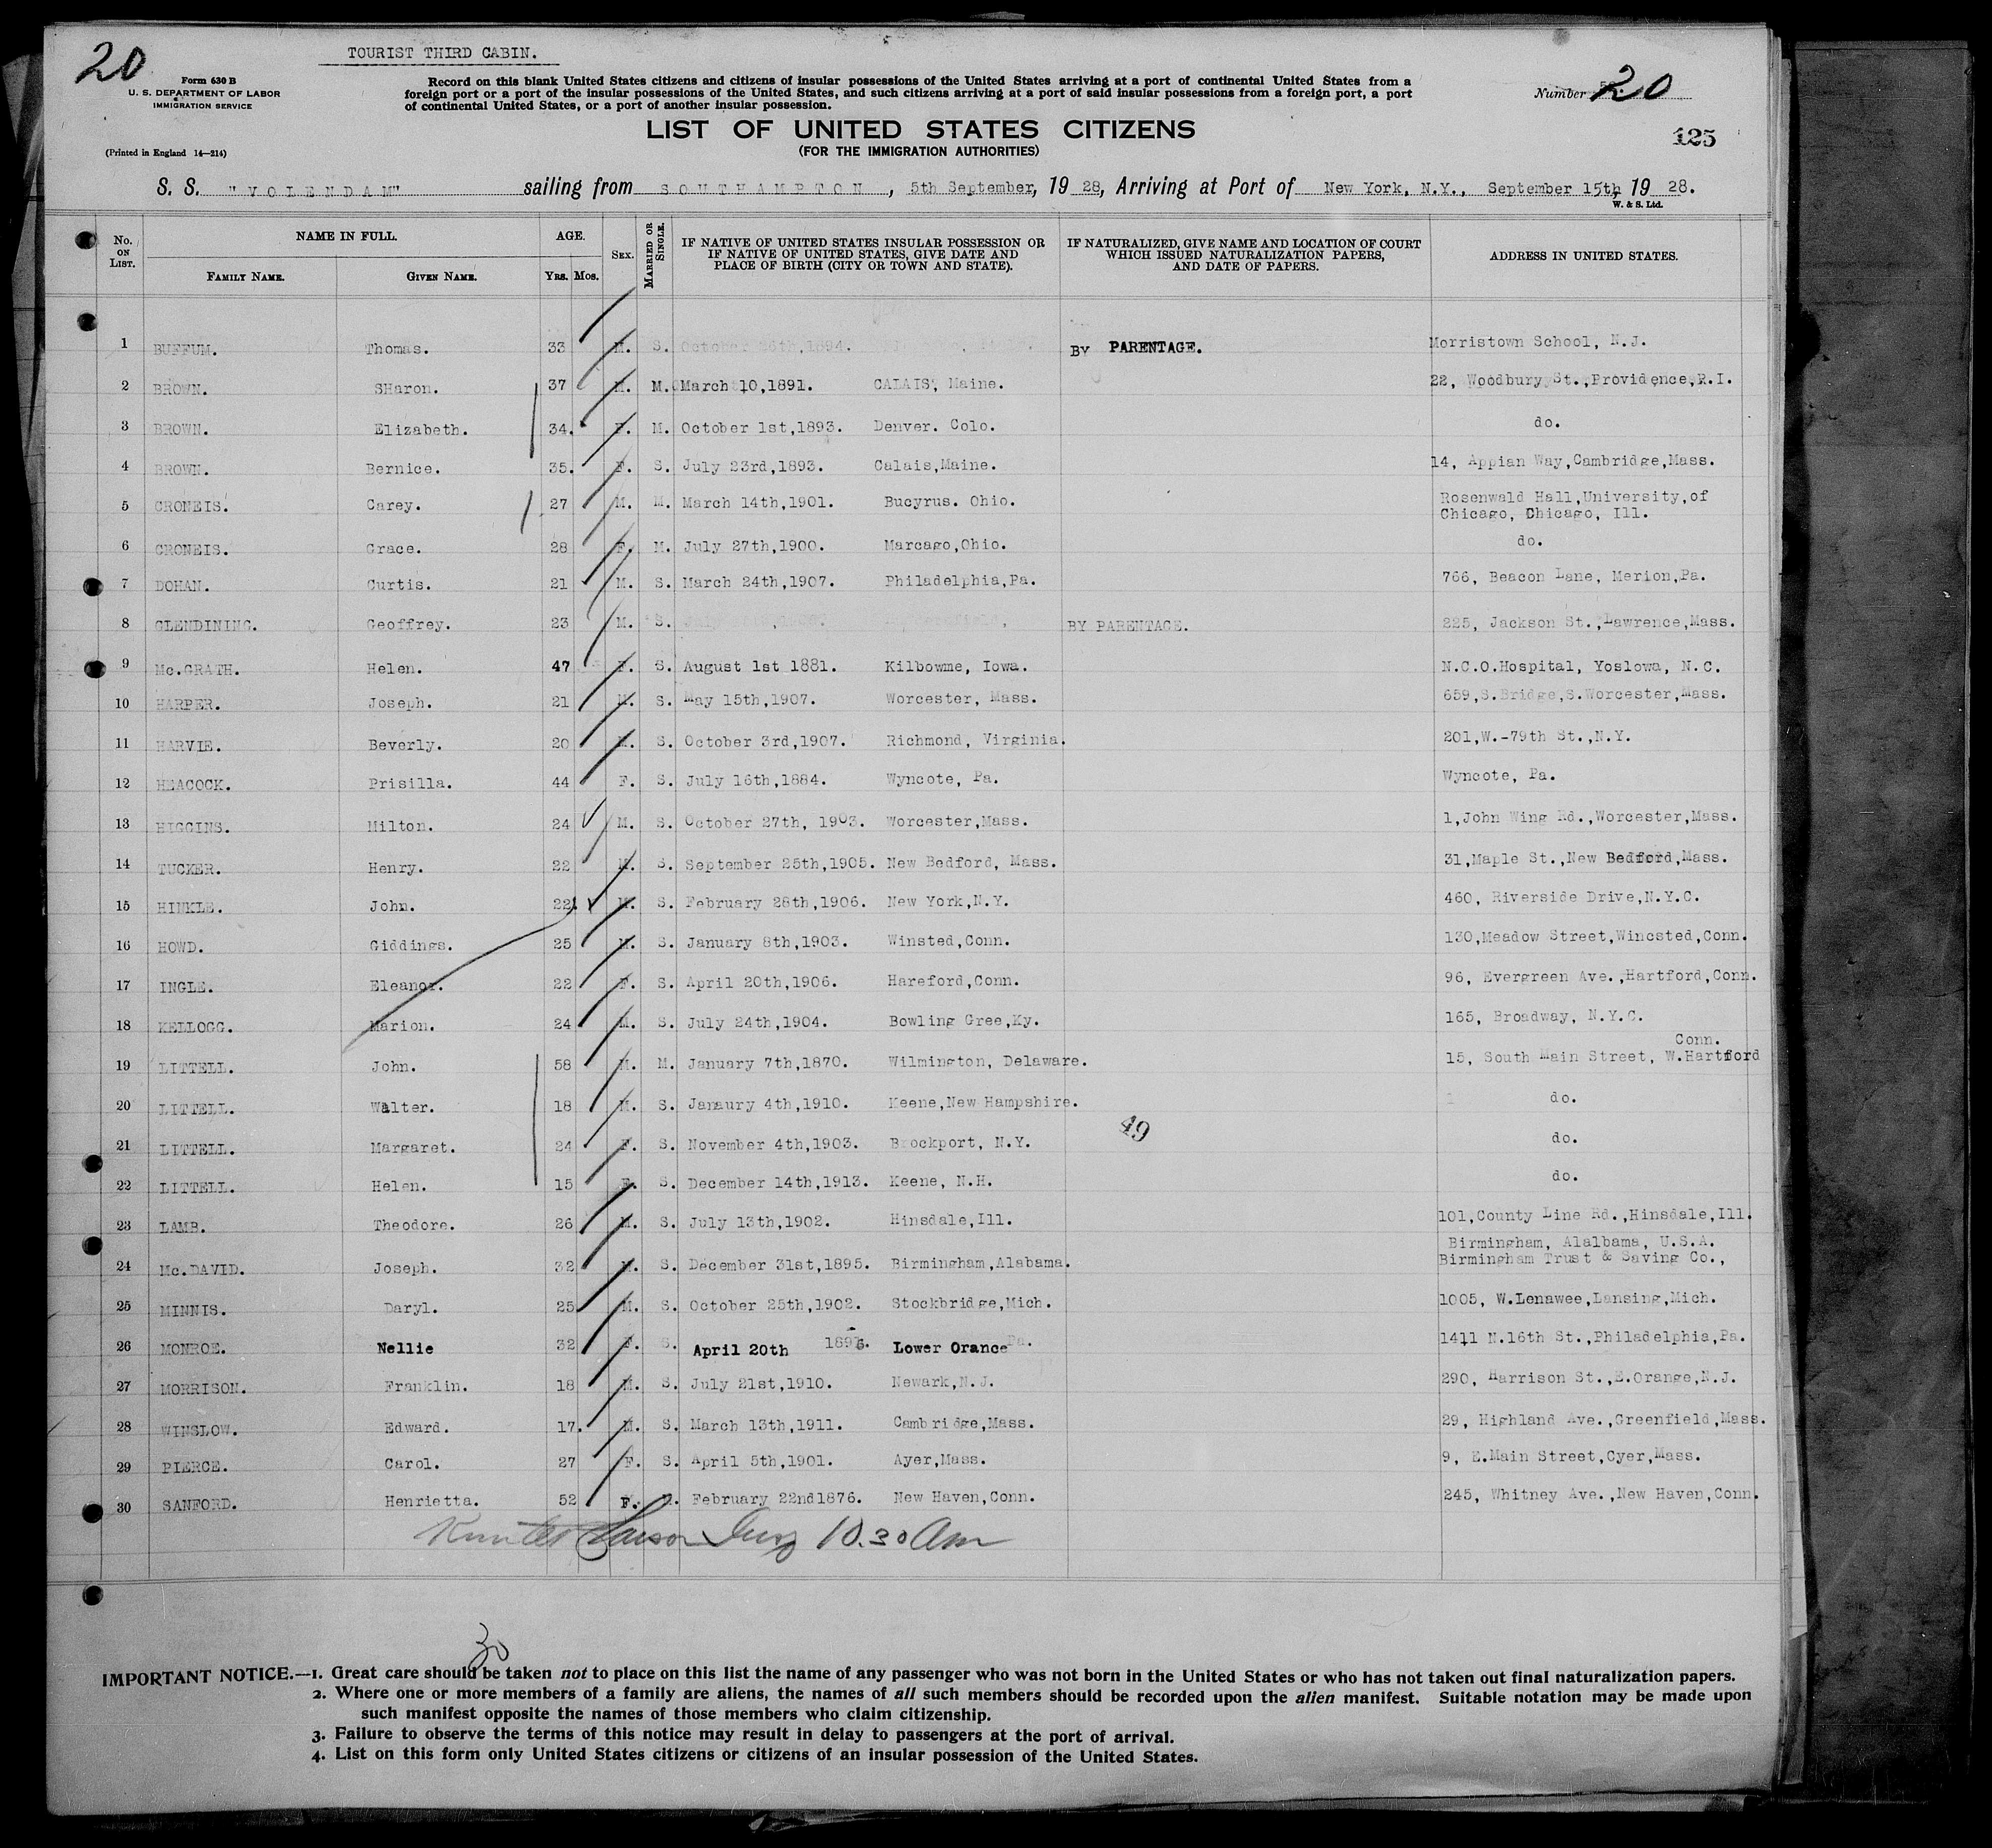 20
TOURIST THIRD CABIN.
Form 630 B
U. S. DEPARTMENT OF LABOR
IMMIGRATION SERVICE
(Printed in England 14—214)
Record on this blank United States citizens and citizens of insular possessions of the United States arriving at a port of continental United States from a
foreign port or a port of the insular possessions of the United States, and such citizens arriving at a port of said insular possessions from a foreign port, a port
of continental United States, or a port of another insular possession.
Number 20
LIST OF UNITED STATES CITIZENS
(FOR THE IMMIGRATION AUTHORITIES)
125
S. S. "VOLENDAM" sailing from SOUTHAMPTON, 5th September, 19 28, Arriving at Port of New York, N.Y., September 15th, 19 28.
W. & S. Ltd.
No. ON LIST. NAME IN FULL. FAMILY NAME. GIVEN NAME. AGE. YRS. MOS. SEX. MARRIED OR SINGLE. IF NATIVE OF UNITED STATES INSULAR POSSESSION OR IF NATIVE OF UNITED STATES, GIVE DATE AND PLACE OF BIRTH (CITY OR TOWN AND STATE). IF NATURALIZED, GIVE NAME AND LOCATION OF COURT WHICH ISSUED NATURALIZATION PAPERS, AND DATE OF PAPERS. ADDRESS IN UNITED STATES.
1 BUFFUM. Thomas. 33 M. S. October 26th,1894. By PARENTAGE. Morristown School, N.J.
2 BROWN. SHaron. 37 M. M. March 10,1891. CALAIS, Maine. 22, Woodbury St.,Providence,R.I.
3 BROWN. Elizabeth. 34. F. M. October 1st,1893. Denver. Colo. do.
4 BROWN. Bernice. 35. F. S. July 23rd,1893. Calais,Maine. 14, Appian Way,Cambridge,Mass.
5 CRONEIS. Carey. 27 M. M. March 14th,1901. Bucyrus. Ohio. Rosenwald Hall,University,of
Chicago, Chicago, Ill.
6 CRONEIS. Grace. 28 F. M. July 27th,1900. Marcago,Ohio. do.
7 DOHAN. Curtis. 21 M. S. March 24th,1907. Philadelphia,Pa. 766, Beacon Lane, Merion,Pa.
8 GLENDINING. Geoffrey. 23 M. S. BY PARENTAGE. 225, Jackson St.,Lawrence,Mass.
9 Mc.GRATH. Helen. 47 F. S. August 1st 1881. Kilbowme, Iowa. N.C.O.Hospital, Yoslowa, N.C.
10 HARPER. Joseph. 21 M. S. May 15th,1907. Worcester, Mass. 659,S.Bridge,S.Worcester,Mass.
11 HARVIE. Beverly. 20 M. S. October 3rd,1907. Richmond, Virginia. 201,W.-79th St.,N.Y.
12 HEACOCK. Prisilla. 44 F. S. July 16th,1884. Wyncote, Pa. Wyncote, Pa.
13 HIGGINS. Milton. 24 M. S. October 27th, 1903. Worcester,Mass. 1,John Wing Rd.,Worcester,Mass.
14 TUCKER. Henry. 22 M. S. September 25th,1905. New Bedford, Mass. 31,Maple St.,New Bedford,Mass.
15 HINKLE. John. 22. M. S. February 28th,1906. New York,N.Y. 460, Riverside Drive,N.Y.C.
16 HOWD. Giddings. 25 M. S. January 8th,1903. Winsted,Conn. 130,Meadow Street,Wincsted,Conn.
17 INGLE. Eleanor. 22 F. S. April 20th,1906. Hareford,Conn. 96, Evergreen Ave.,Hartford,Conn.
18 KELLOGG. Marion. 24 M. S. July 24th,1904. Bowling Gree,Ky. 165, Broadway, N.Y.C.
Conn.
19 LITTELL. John. 58 M. M. January 7th,1870. Wilmington, Delaware. 15, South Main Street, W.Hartford
20 LITTELL. Walter. 18 M. S. Janaury 4th,1910. Keene,New Hampshire. do.
49
21 LITTELL. Margaret. 24 F. S. November 4th,1903. Brockport, N.Y. do.
22 LITTELL. Helen. 15 F. S. December 14th,1913. Keene, N.H. do.
23 LAMB. Theodore. 26 M. S. July 13th,1902. Hinsdale,Ill. 101,County Line Rd.,Hinsdale,Ill.
Birmingham, Alalbama, U.S.A.
24 Mc.DAVID. Joseph. 32 M. S. December 31st,1895. Birmingham,Alabama. Birmingham Trust & Saving Co.,
25 MINNIS. Daryl. 25 M. S. October 25th,1902. Stockbridge,Mich. 1005, W.Lenawee,Lansing,Mich.
26 MONROE. Nellie 32 F. S. April 20th 1896. Lower Orance Pa. 1411 N.16th St.,Philadelphia,Pa.
27 MORRISON. Franklin. 18 M. S. July 21st,1910. Newark,N.J. 290, Harrison St.,E.Orange,N.J.
28 WINSLOW. Edward. 17. M. S. March 13th,1911. Cambridge,Mass. 29, Highland Ave.,Greenfield,Mass.
29 PIERCE. Carol. 27 F. S. April 5th,1901. Ayer,Mass. 9, E.Main Street,Cyer,Mass.
30 SANFORD. Henrietta. 52 F. February 22nd1876. New Haven,Conn. 245, Whitney Ave.,New Haven,Conn.
10.30 Am
30
IMPORTANT NOTICE.—1. Great care should be taken not to place on this list the name of any passenger who was not born in the United States or who has not taken out final naturalization papers.
2. Where one or more members of a family are aliens, the names of all such members should be recorded upon the alien manifest. Suitable notation may be made upon
such manifest opposite the names of those members who claim citizenship.
3. Failure to observe the terms of this notice may result in delay to passengers at the port of arrival.
4. List on this form only United States citizens or citizens of an insular possession of the United States.